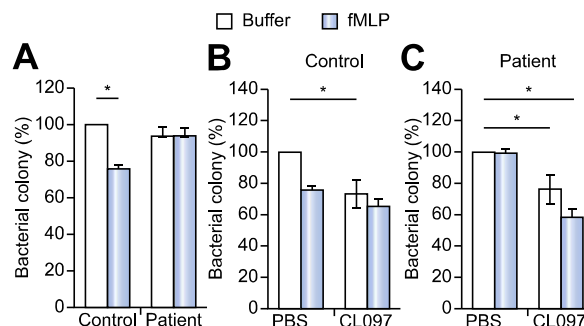 Buffer fMLP
A
Bacterial colony (%)
120
100
80
60
40
20
0
*
Control Patient
B
Control
Bacterial colony (%)
140
120
100
80
60
40
20
0
*
PBS CL097
C
Patient
Bacterial colony (%)
140
120
100
80
60
40
20
0
*
*
PBS CL097